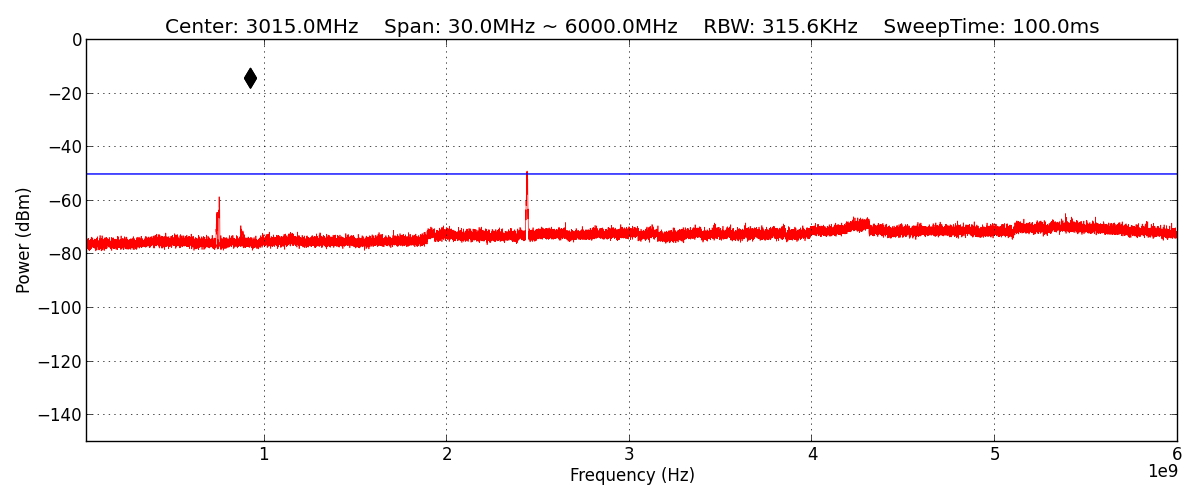 Center: 3015.0MHz    Span: 30.0MHz ~ 6000.0MHz    RBW: 315.6KHz    SweepTime: 100.0ms
0
−20
−40
−60
−80
−100
−120
−140
Power (dBm)
1 2 3 4 5 6
1e9
Frequency (Hz)